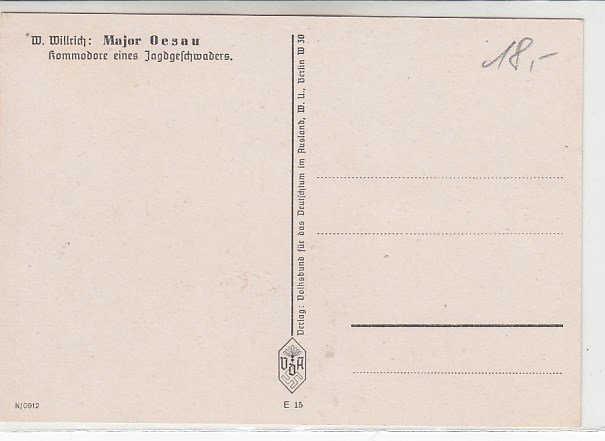 W. Willrich: Major Oesau
Kommodore eines Jagdgeschwaders.
18,-
Verlag: Volksbund für das Deutschtum im Ausland, W. U., Berlin W 30
VDA
N/0912
E 15